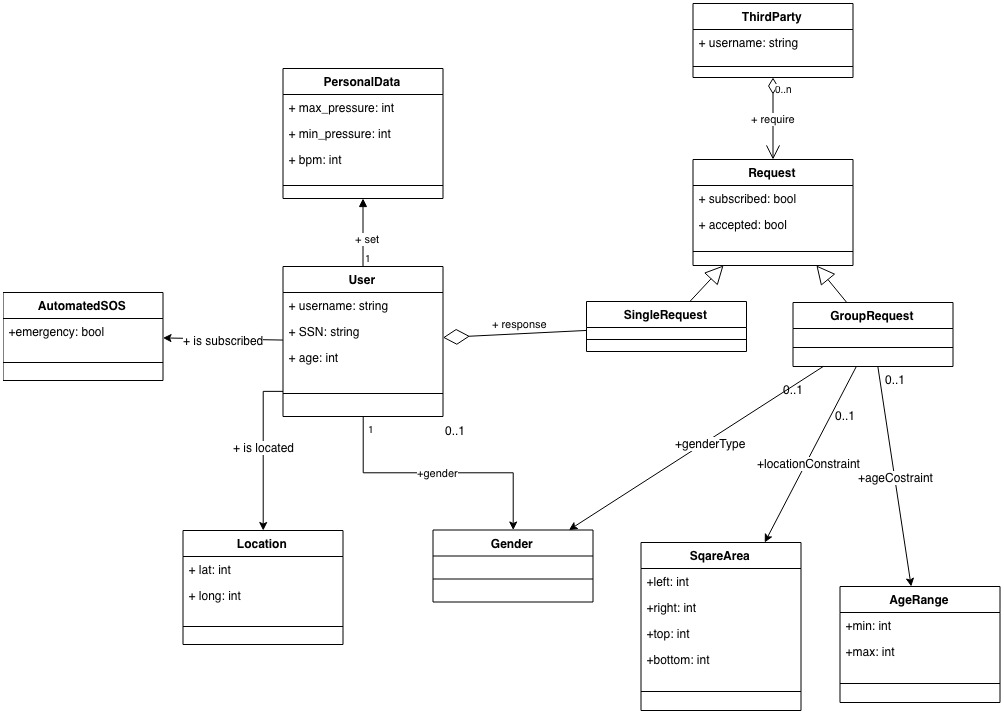 ThirdParty
+ username: string
0..n
+ require
PersonalData
+ max_pressure: int
+ min_pressure: int
+ bpm: int
+ set
1
Request
+ subscribed: bool
+ accepted: bool
User
+ username: string
+ SSN: string
+ age: int
AutomatedSOS
+emergency: bool
+ is subscribed
+ response
SingleRequest
GroupRequest
+ is located
1
0..1
+gender
0..1
0..1
0..1
+genderType
+locationConstraint
+ageCostraint
Location
+ lat: int
+ long: int
Gender
SqareArea
+left: int
+right: int
+top: int
+bottom: int
AgeRange
+min: int
+max: int